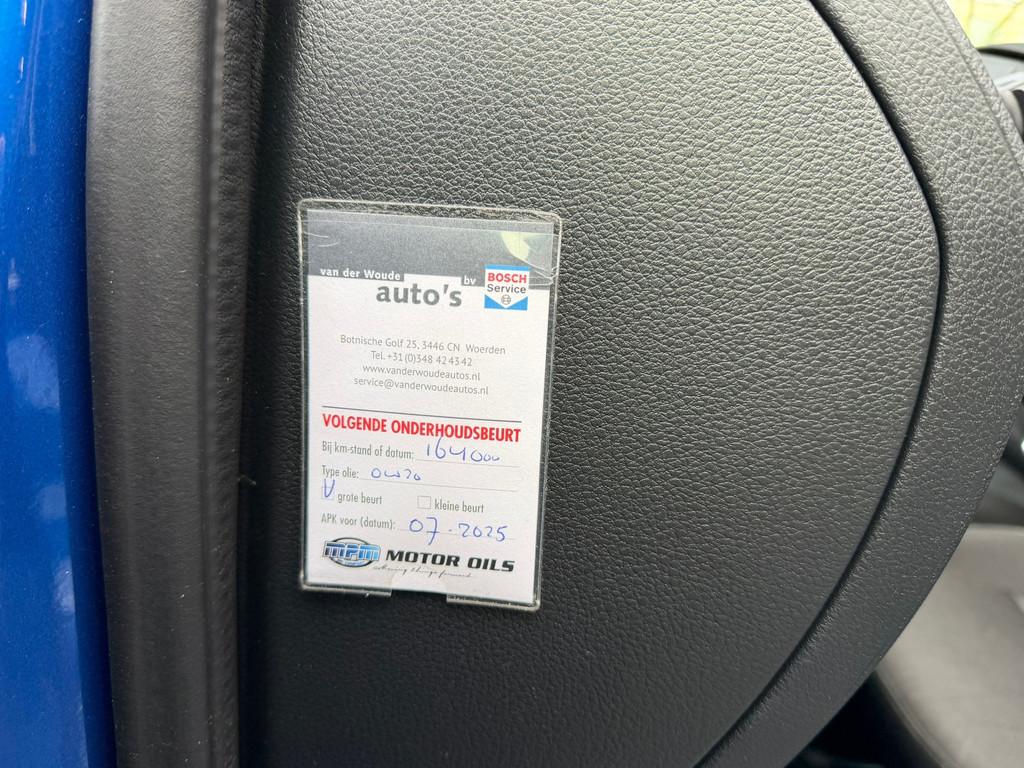 van der Woude bv
auto's
BOSCH
Service
Botnische Golf 25, 3446 CN Woerden
Tel. +31 (0)348 42 43 42
www.vanderwoudeautos.nl
service@vanderwoudeautos.nl
VOLGENDE ONDERHOUDSBEURT
Bij km-stand of datum: 164000
Type olie: 0w20
V grote beurt kleine beurt
APK voor (datum): 07-2025
MPM MOTOR OILS